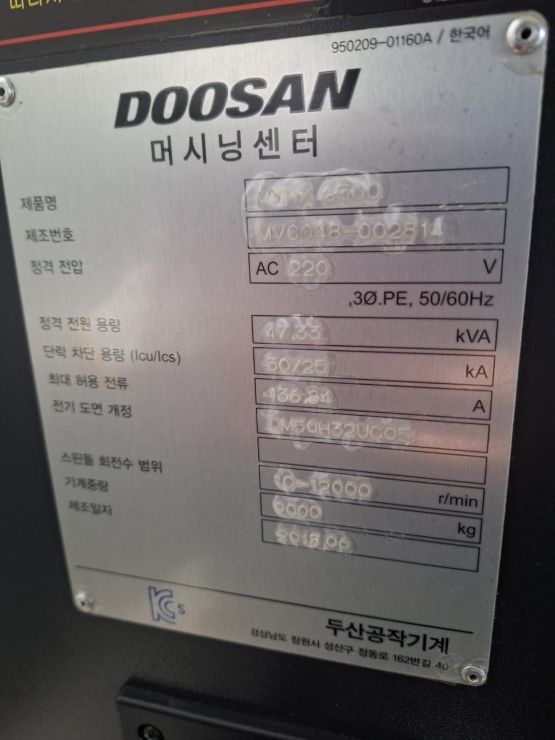 950209-01160A / 한국어
DOOSAN
머시닝센터
제품명 6500
제조번호 MV0048-002814
정격 전압 AC 220 V
,3Ø.PE, 50/60Hz
정격 전원 용량 47.33 kVA
단락 차단 용량 (Icu/Ics) 50/25 kA
최대 허용 전류 136.84 A
전기 도면 개정
스핀들 회전수 범위 10-12000 r/min
기계중량 kg
제조일자 2018.06
KCs
두산공작기계
경상남도 창원시 성산구 정동로 162번길 40